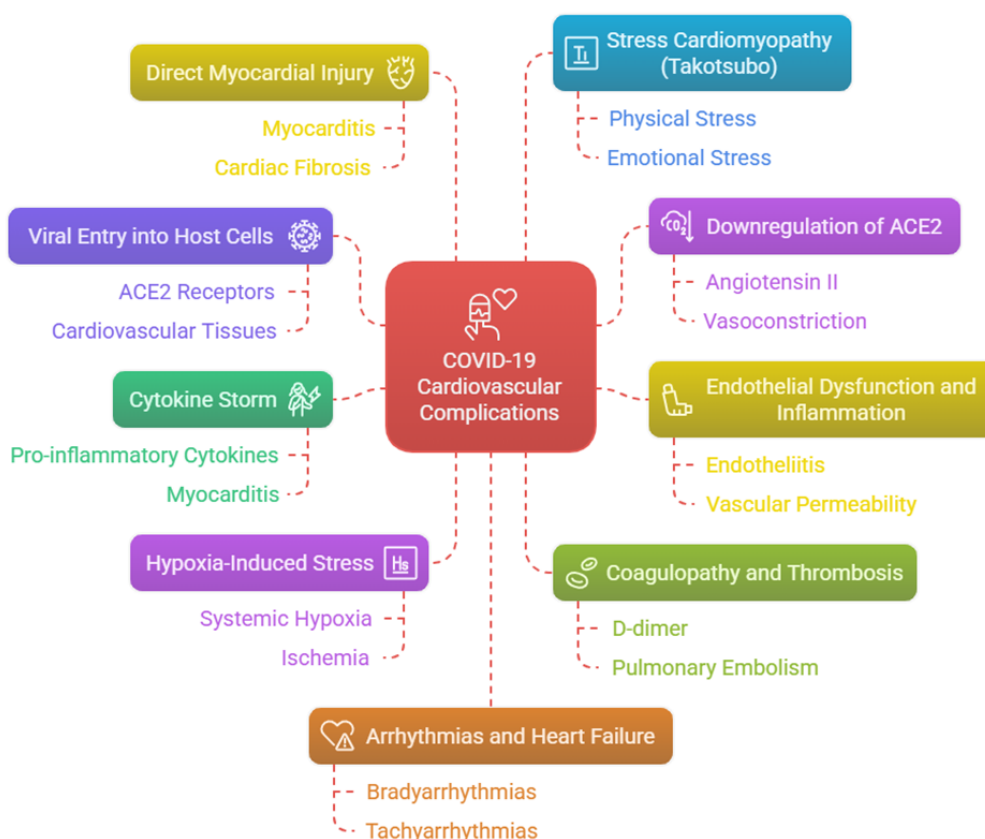 Direct Myocardial Injury
Myocarditis
Cardiac Fibrosis
Viral Entry into Host Cells
ACE2 Receptors
Cardiovascular Tissues
Cytokine Storm
Pro-inflammatory Cytokines
Myocarditis
Hypoxia-Induced Stress
Hs
Systemic Hypoxia
Ischemia
COVID-19
Cardiovascular
Complications
Ti
Stress Cardiomyopathy
(Takotsubo)
Physical Stress
Emotional Stress
CO2
Downregulation of ACE2
Angiotensin II
Vasoconstriction
Endothelial Dysfunction and
Inflammation
Endotheliitis
Vascular Permeability
Coagulopathy and Thrombosis
D-dimer
Pulmonary Embolism
Arrhythmias and Heart Failure
Bradyarrhythmias
Tachyarrhythmias